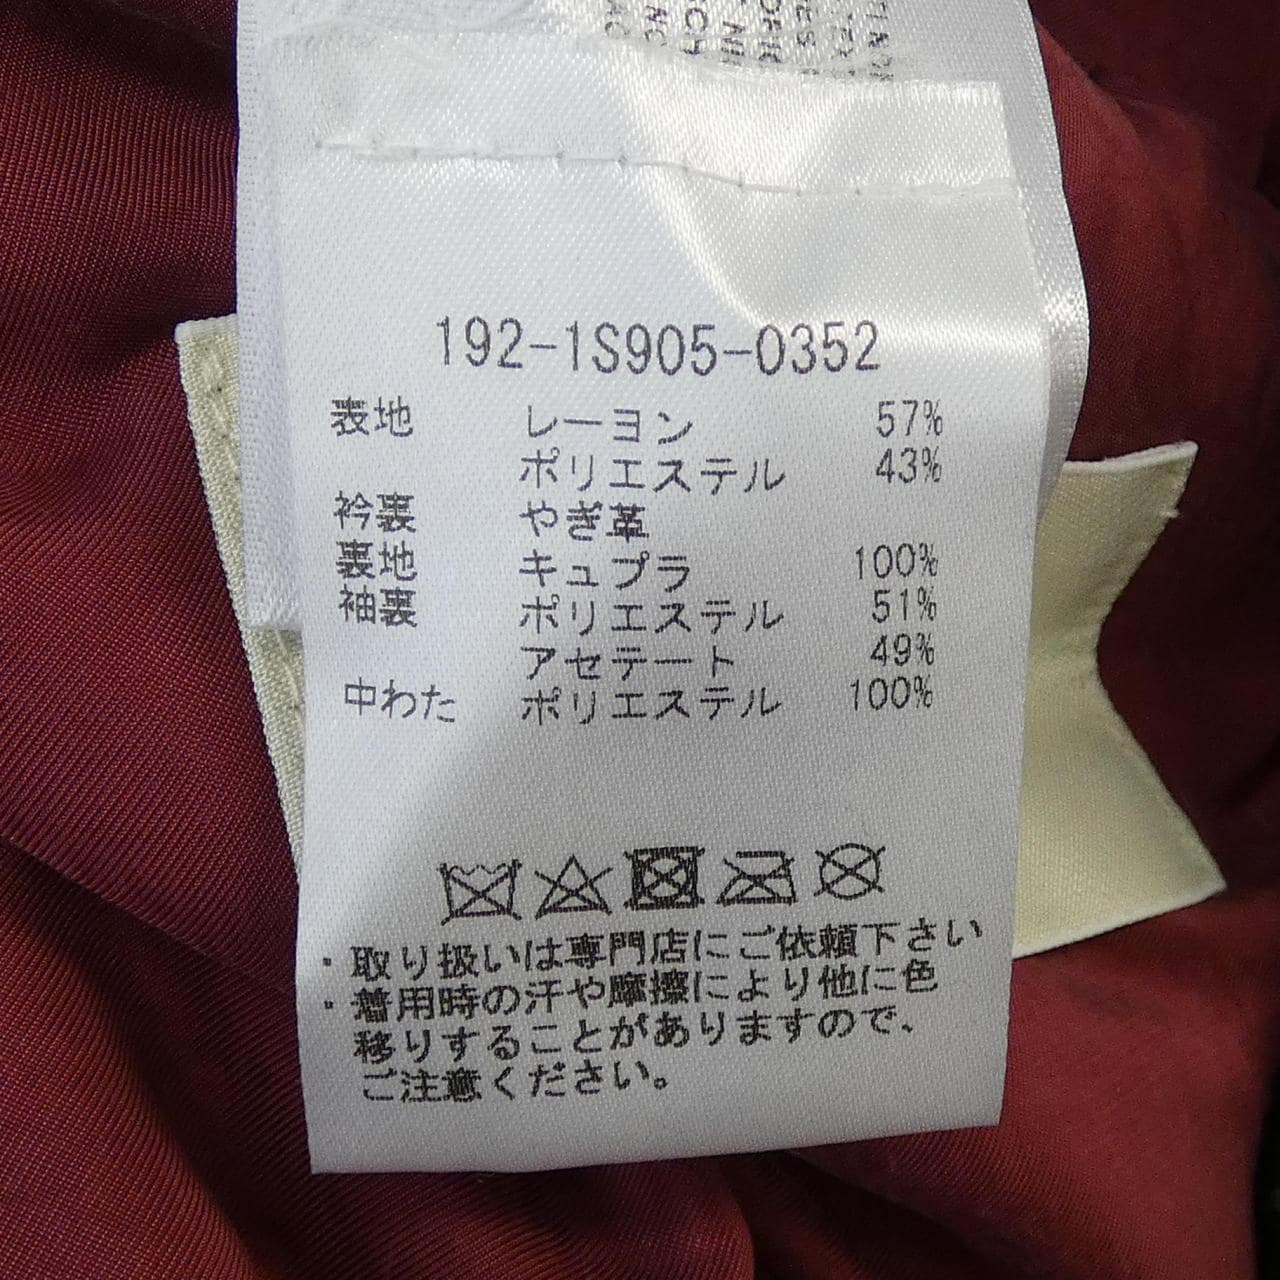 192-1S905-0352
表地 レーヨン 57%
ポリエステル 43%
衿裏 やぎ革
裏地 キュプラ 100%
袖裏 ポリエステル 51%
アセテート 49%
中わた ポリエステル 100%
・取り扱いは専門店にご依頼下さい
・着用時の汗や摩擦により他に色
移りすることがありますので、
ご注意ください。